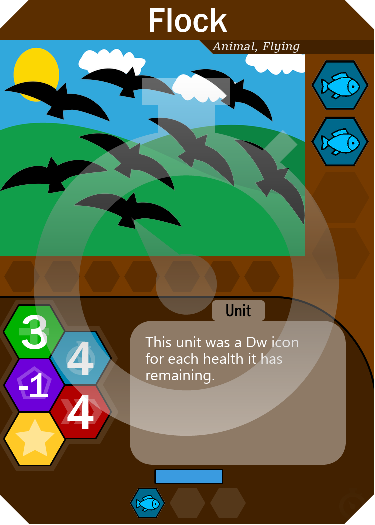 Flock
Animal, Flying
Unit
3
4
-1
4
This unit was a Dw icon
for each health it has
remaining.